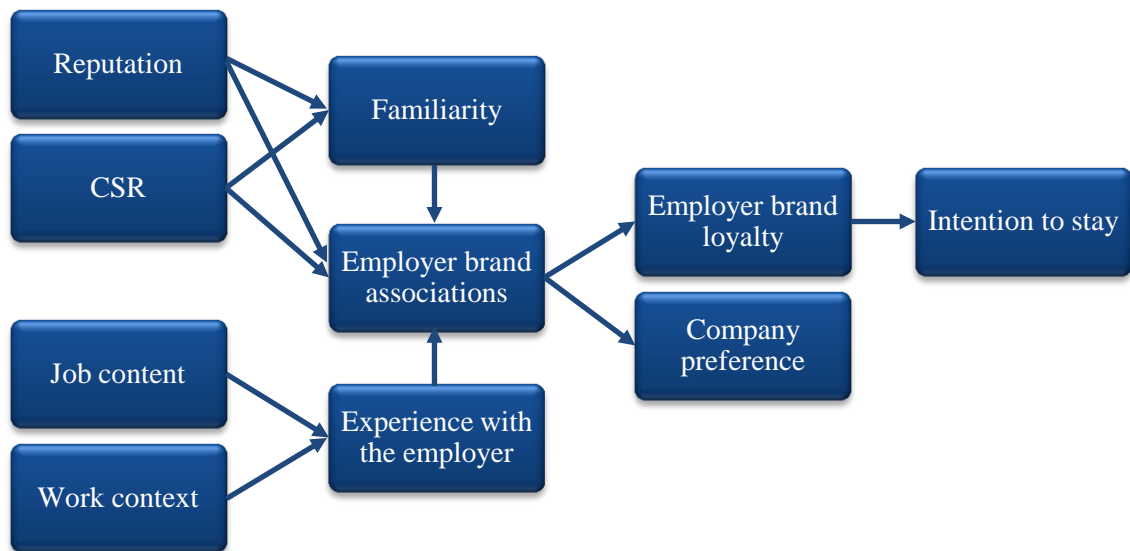 Reputation
Familiarity
CSR
Employer brand
loyalty
Intention to stay
Employer brand
associations
Company
preference
Job content
Experience with
the employer
Work context